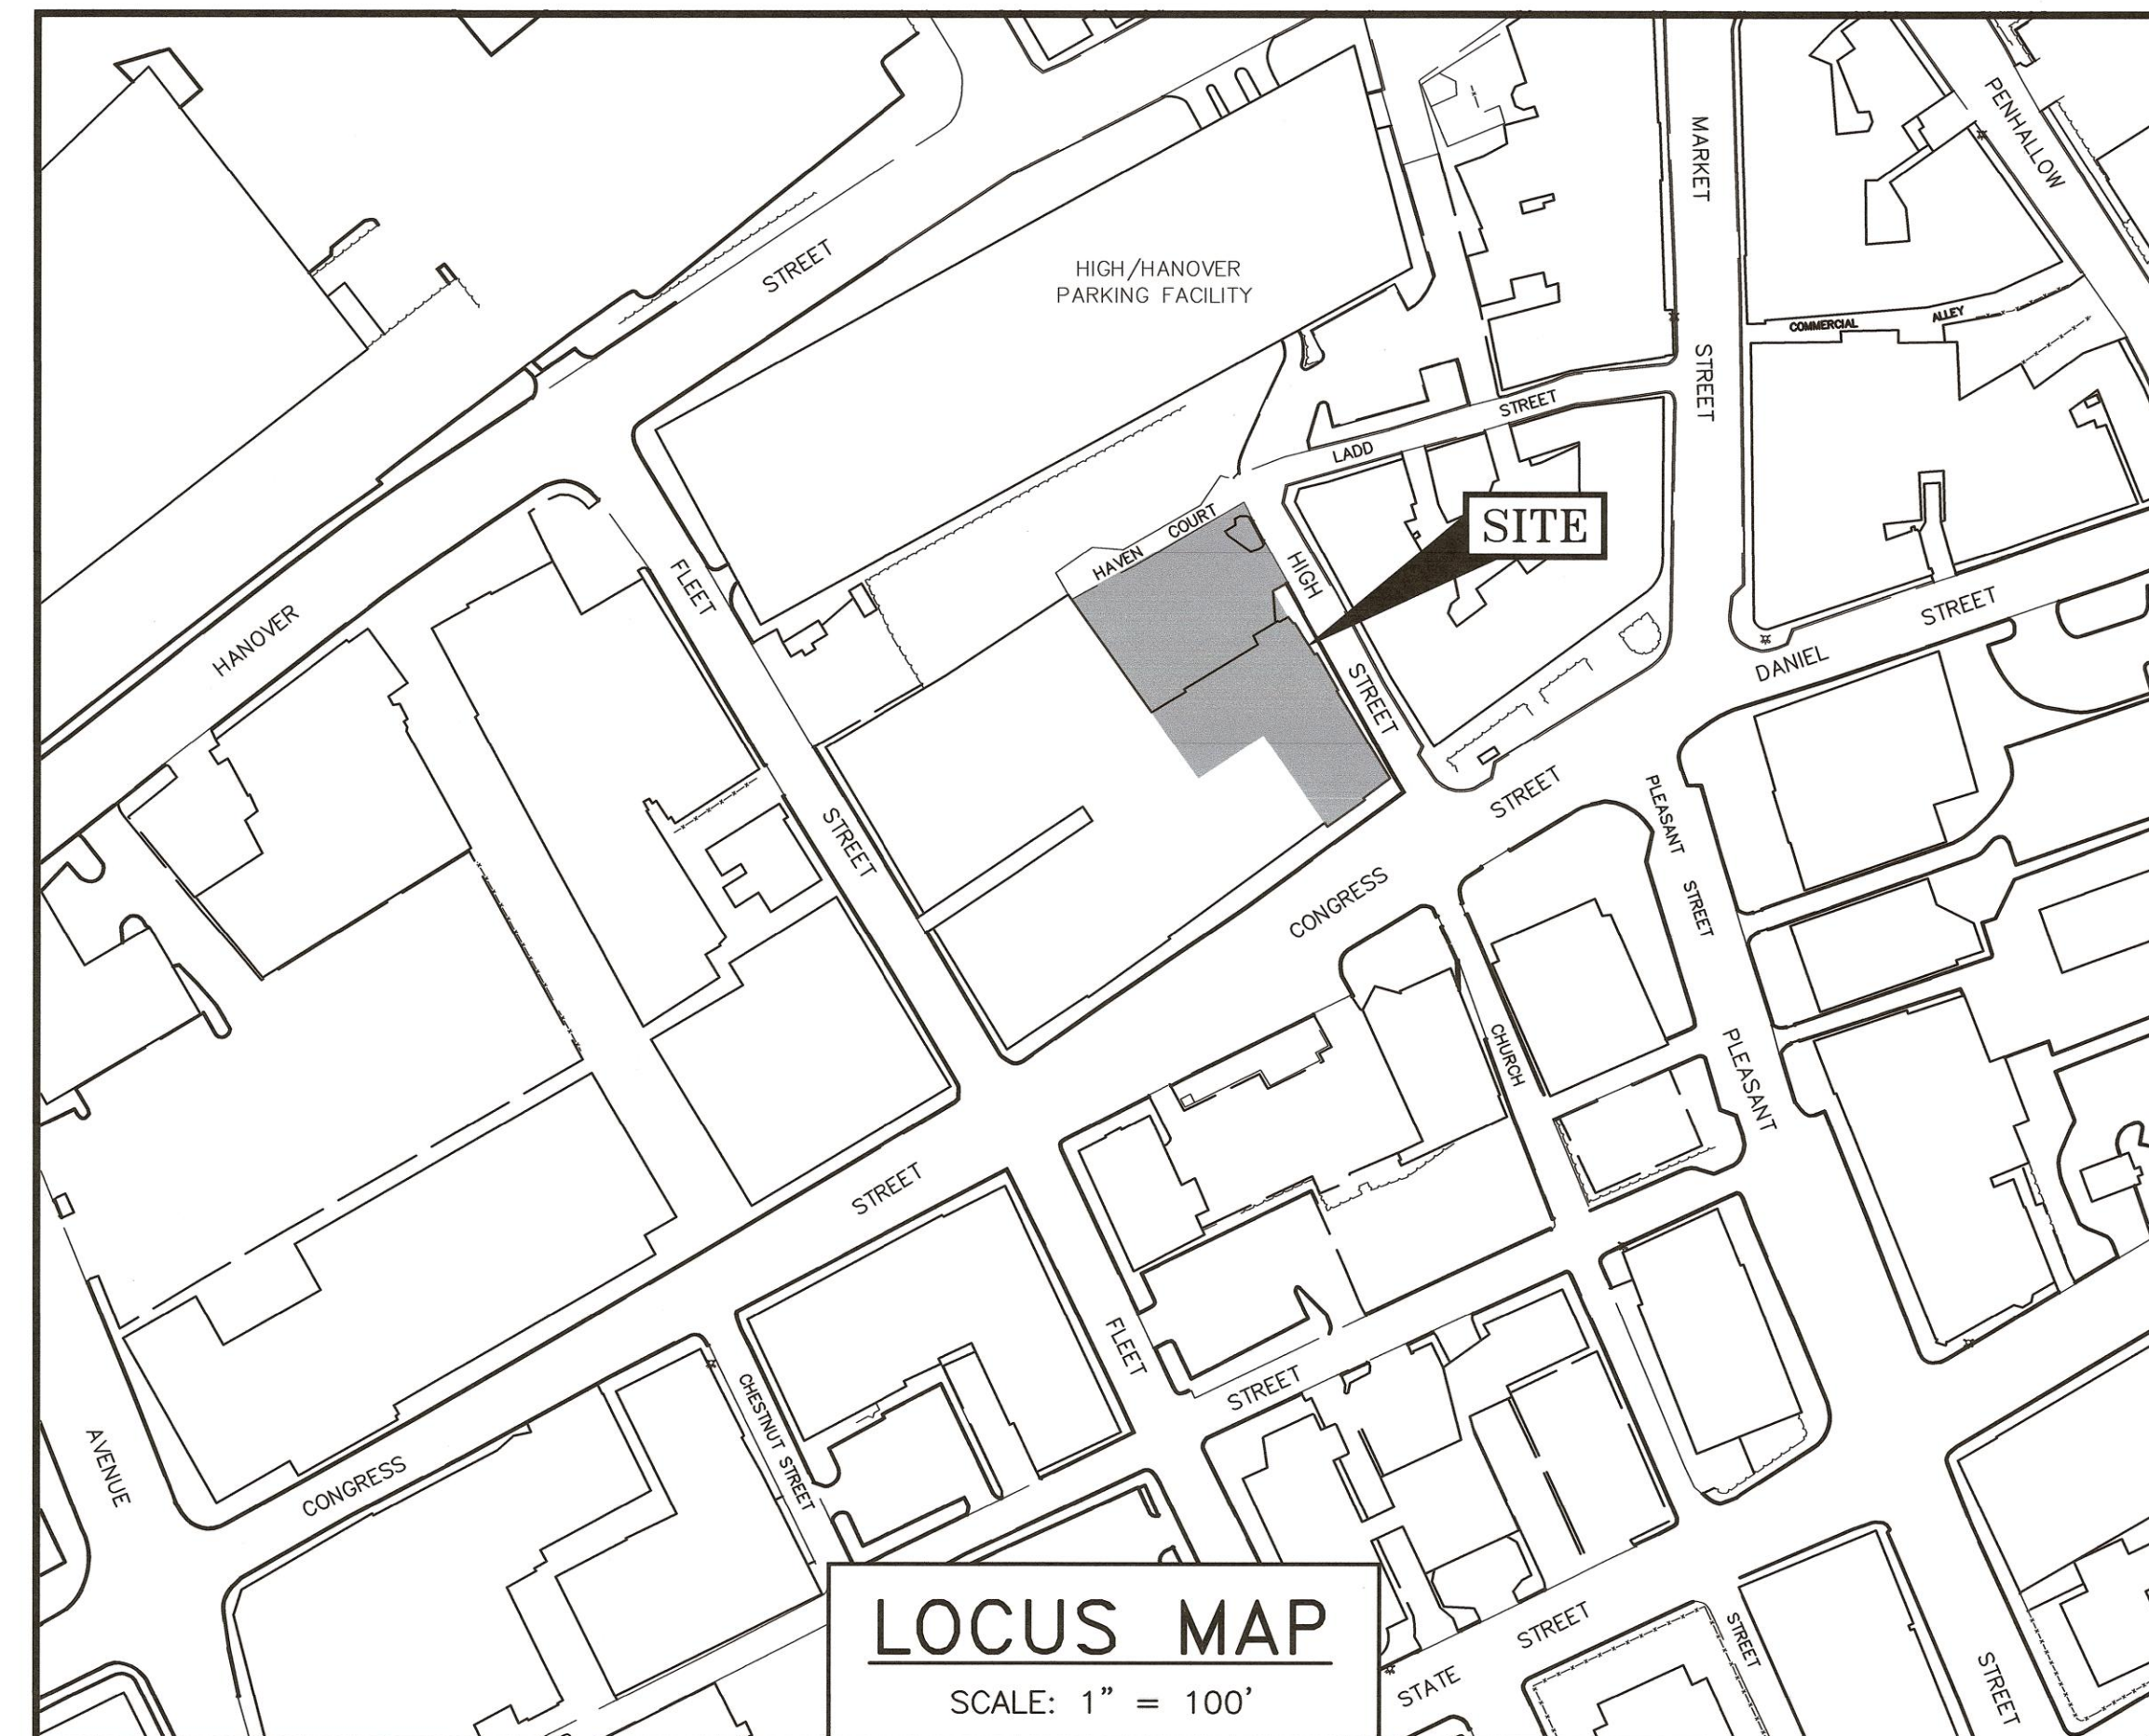 PENHALLOW
MARKET
STREET
HIGH/HANOVER
PARKING FACILITY
COMMERCIAL ALLEY
STREET
STREET
LADD
SITE
HAVEN COURT
HIGH
FLEET
HANOVER
STREET
DANIEL
STREET
STREET
PLEASANT
STREET
STREET
CONGRESS
CHURCH
PLEASANT
STREET
FLEET
STREET
CHESTNUT STREET
AVENUE
CONGRESS
LOCUS MAP
SCALE: 1" = 100'
STREET
STATE
STREET
STREET